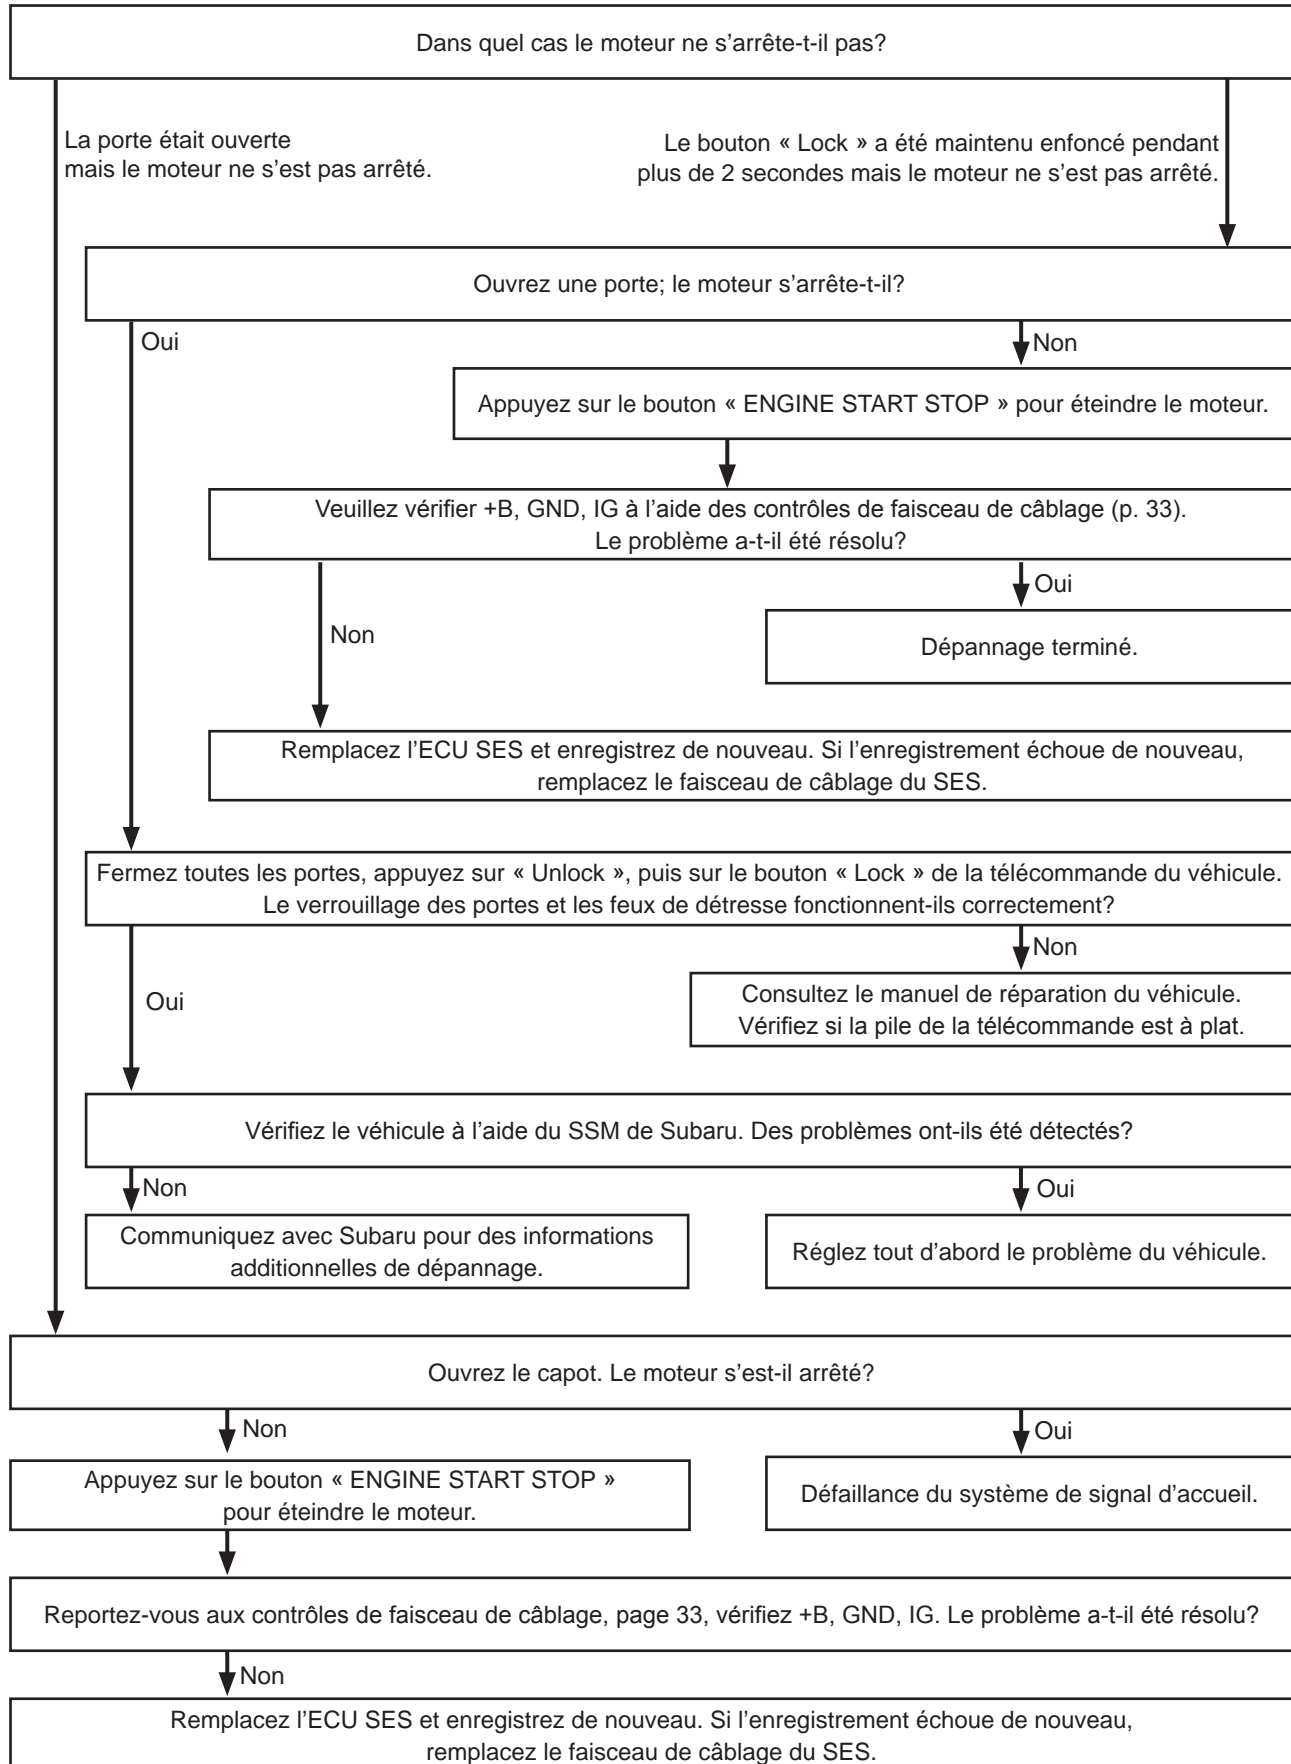 Dans quel cas le moteur ne s’arrête-t-il pas?
La porte était ouverte
mais le moteur ne s’est pas arrêté.
Le bouton « Lock » a été maintenu enfoncé pendant
plus de 2 secondes mais le moteur ne s’est pas arrêté.
Ouvrez une porte; le moteur s’arrête-t-il?
Oui
Non
Appuyez sur le bouton « ENGINE START STOP » pour éteindre le moteur.
Veuillez vérifier +B, GND, IG à l’aide des contrôles de faisceau de câblage (p. 33).
Le problème a-t-il été résolu?
Oui
Non
Dépannage terminé.
Remplacez l’ECU SES et enregistrez de nouveau. Si l’enregistrement échoue de nouveau,
remplacez le faisceau de câblage du SES.
Fermez toutes les portes, appuyez sur « Unlock », puis sur le bouton « Lock » de la télécommande du véhicule.
Le verrouillage des portes et les feux de détresse fonctionnent-ils correctement?
Non
Oui
Consultez le manuel de réparation du véhicule.
Vérifiez si la pile de la télécommande est à plat.
Vérifiez le véhicule à l’aide du SSM de Subaru. Des problèmes ont-ils été détectés?
Non
Oui
Communiquez avec Subaru pour des informations
additionnelles de dépannage.
Réglez tout d’abord le problème du véhicule.
Ouvrez le capot. Le moteur s’est-il arrêté?
Non
Oui
Appuyez sur le bouton « ENGINE START STOP »
pour éteindre le moteur.
Défaillance du système de signal d’accueil.
Reportez-vous aux contrôles de faisceau de câblage, page 33, vérifiez +B, GND, IG. Le problème a-t-il été résolu?
Non
Remplacez l’ECU SES et enregistrez de nouveau. Si l’enregistrement échoue de nouveau,
remplacez le faisceau de câblage du SES.